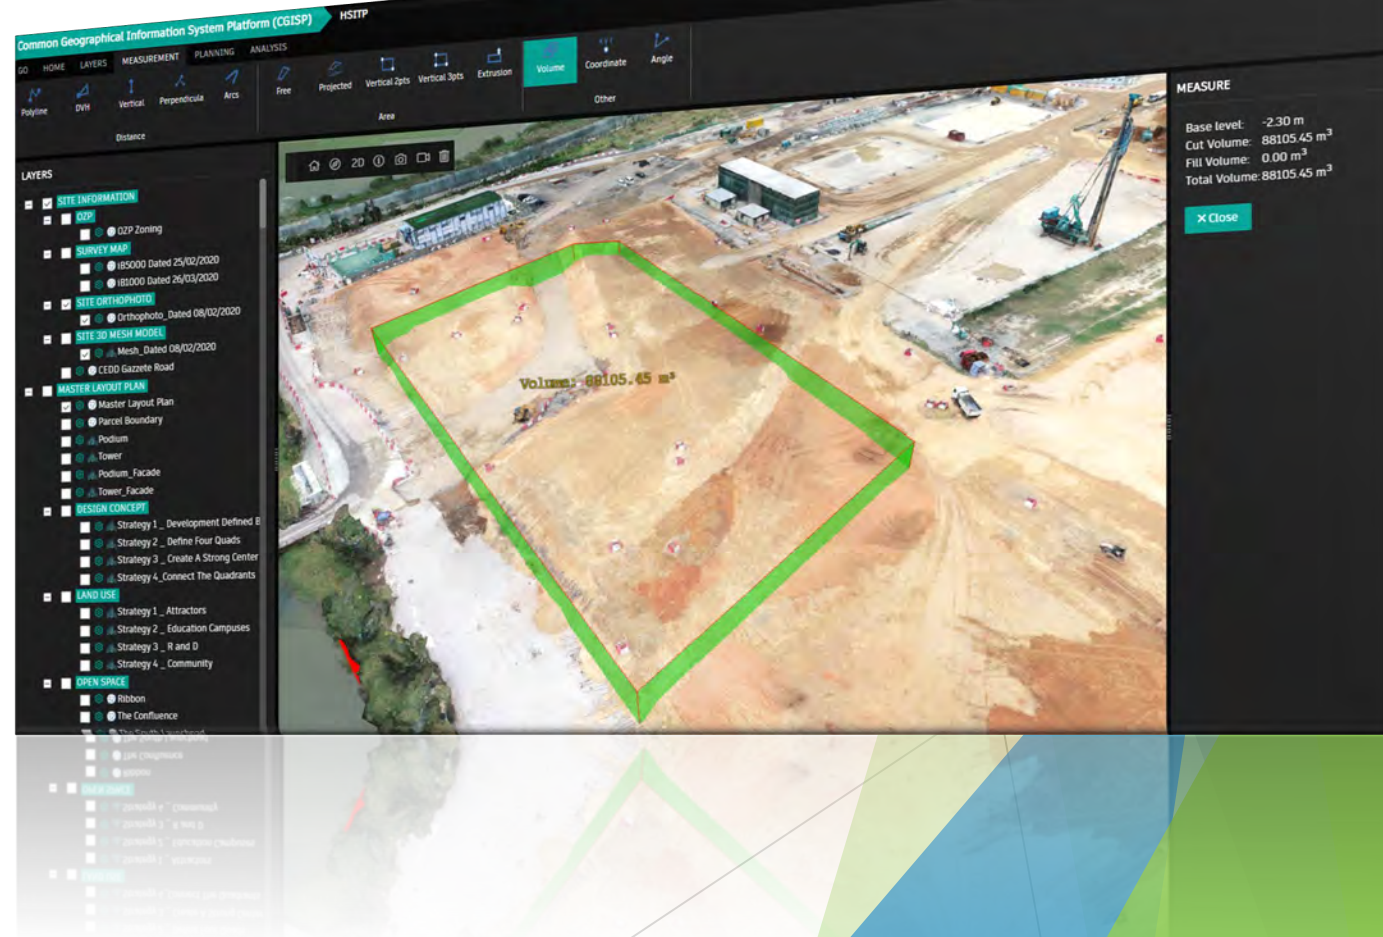 Common Geographical Information System Platform (CGISP)
HSITP
GO HOME LAYERS MEASUREMENT PLANNING ANALYSIS
Polyline DVH Vertical Perpendicula Arcs
Distance
Free Projected Vertical 2pts Vertical 3pts Extrusion
Area
Volume Coordinate Angle
Other
LAYERS
SITE INFORMATION
OZP
OZP Zoning
SURVEY MAP
iB5000 Dated 25/02/2020
iB1000 Dated 26/03/2020
SITE ORTHOPHOTO
Orthophoto_Dated 08/02/2020
SITE 3D MESH MODEL
Mesh_Dated 08/02/2020
CEDD Gazzete Road
MASTER LAYOUT PLAN
Master Layout Plan
Parcel Boundary
Podium
Tower
Podium_Facade
Tower_Facade
DESIGN CONCEPT
Strategy 1 _ Development Defined B
Strategy 2 _ Define Four Quads
Strategy 3 _ Create A Strong Center
Strategy 4_Connect The Quadrants
LAND USE
Strategy 1 _ Attractors
Strategy 2 _ Education Campuses
Strategy 3 _ R and D
Strategy 4 _ Community
OPEN SPACE
Ribbon
The Confluence
2D
Volume: 88105.45 m³
MEASURE
Base level: -2.30 m
Cut Volume: 88105.45 m³
Fill Volume: 0.00 m³
Total Volume: 88105.45 m³
× Close